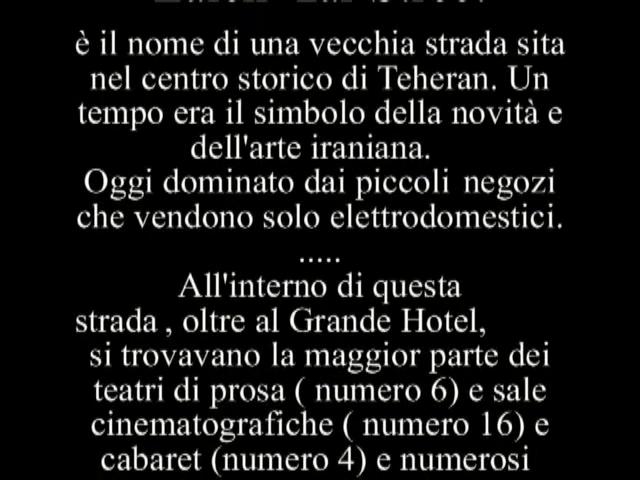 è il nome di una vecchia strada sita
nel centro storico di Teheran. Un
tempo era il simbolo della novità e
dell'arte iraniana.
Oggi dominato dai piccoli negozi
che vendono solo elettrodomestici.
.....
All'interno di questa
strada , oltre al Grande Hotel,
si trovavano la maggior parte dei
teatri di prosa ( numero 6) e sale
cinematografiche ( numero 16) e
cabaret (numero 4) e numerosi